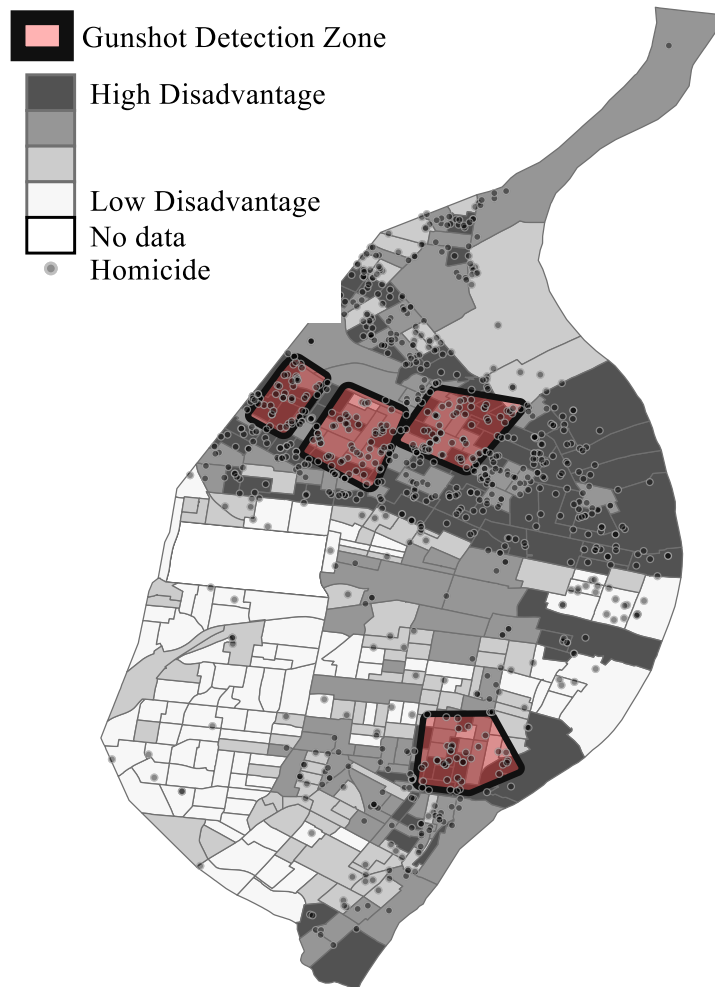 Gunshot Detection Zone
High Disadvantage
Low Disadvantage
No data
Homicide